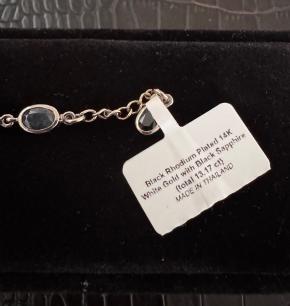 Black Rhodium Plated 14K
White Gold with Black Sapphire
(total 13.17 ct)
MADE IN THAILAND